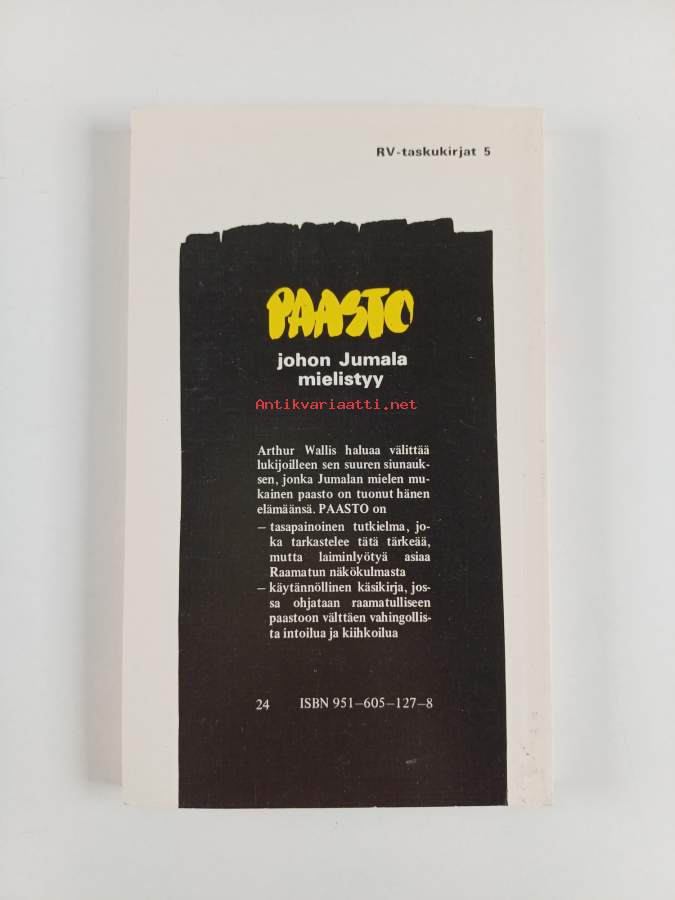 RV-taskukirjat 5
PAASTO
johon Jumala
mielistyy
Antikvariaatti.net
Arthur Wallis haluaa välittää
lukijoilleen sen suuren siunauk-
sen, jonka Jumalan mielen mu-
kainen paasto on tuonut hänen
elämäänsä. PAASTO on
– tasapainoinen tutkielma, jo-
ka tarkastelee tätä tärkeää,
mutta laiminlyötyä asiaa
Raamatun näkökulmasta
– käytännöllinen käsikirja, jos-
sa ohjataan raamatulliseen
paastoon välttäen vahingollis-
ta intoilua ja kiihkoilua
24 ISBN 951–605–127–8